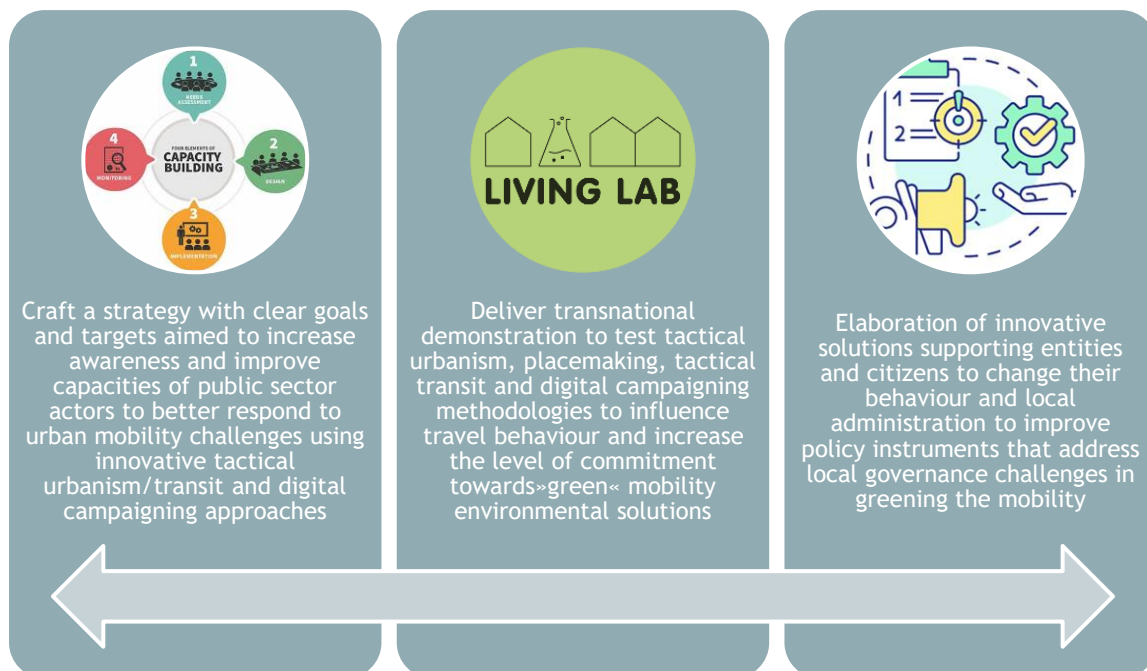 1
NEEDS
ASSESSMENT
4
MONITORING
FOUR ELEMENTS OF
CAPACITY
BUILDING
2
DESIGN
3
IMPLEMENTATION
Craft a strategy with clear goals
and targets aimed to increase
awareness and improve
capacities of public sector
actors to better respond to
urban mobility challenges using
innovative tactical
urbanism/transit and digital
campaigning approaches
LIVING LAB
Deliver transnational
demonstration to test tactical
urbanism, placemaking, tactical
transit and digital campaigning
methodologies to influence
travel behaviour and increase
the level of commitment
towards»green« mobility
environmental solutions
1
2
Elaboration of innovative
solutions supporting entities
and citizens to change their
behaviour and local
administration to improve
policy instruments that address
local governance challenges in
greening the mobility